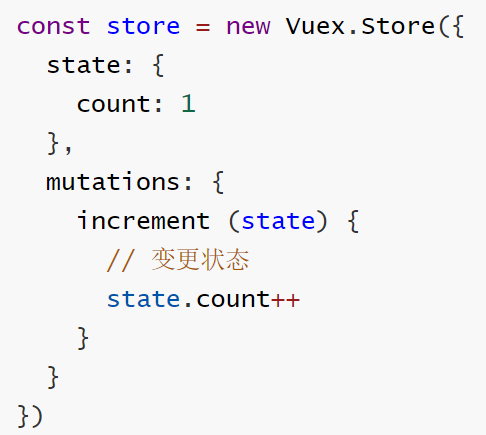 const store = new Vuex.Store({
  state: {
    count: 1
  },
  mutations: {
    increment (state) {
      // 变更状态
      state.count++
    }
  }
})